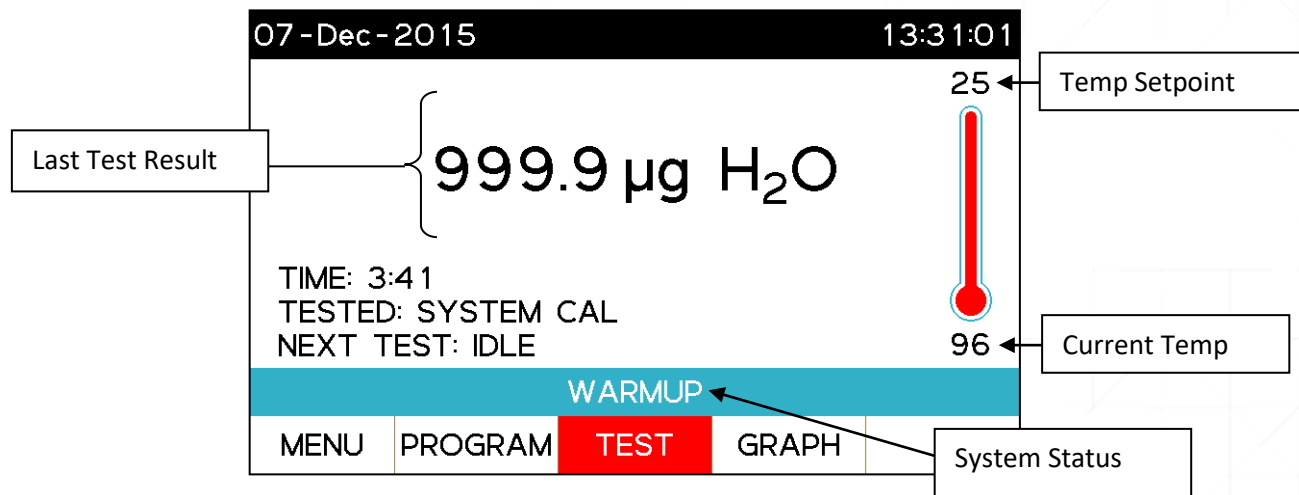 07-Dec-2015 13:31:01
25
Temp Setpoint
Last Test Result
999.9 µg H₂O
TIME: 3:41
TESTED: SYSTEM CAL
NEXT TEST: IDLE
96
Current Temp
WARMUP
MENU PROGRAM TEST GRAPH
System Status